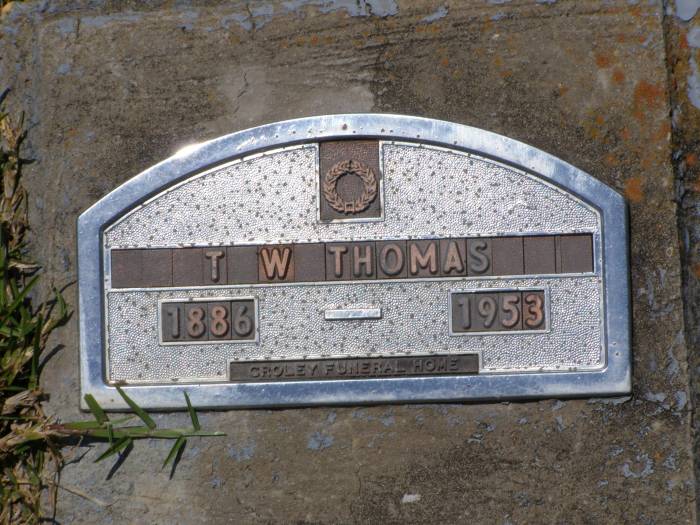 T W THOMAS
1886 1953
CROLEY FUNERAL HOME